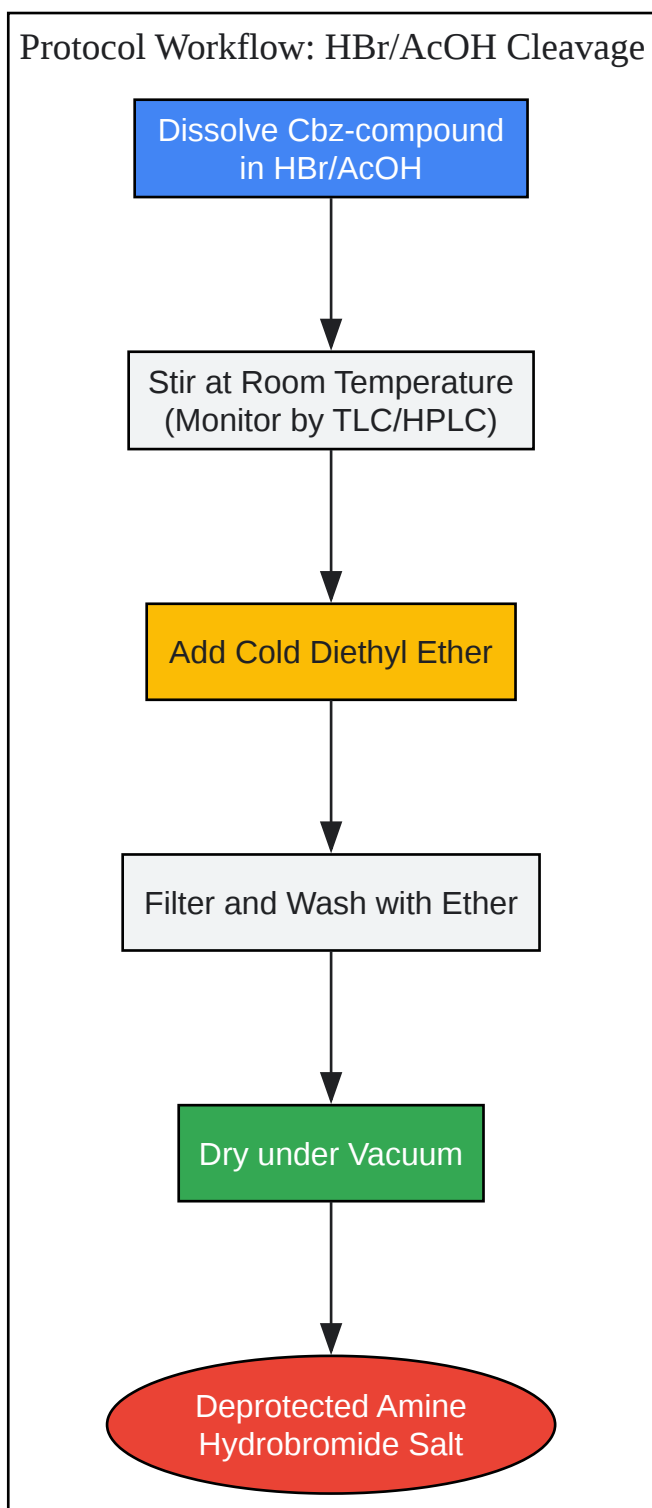 Protocol Workflow: HBr/AcOH Cleavage
Dissolve Cbz-compound
in HBr/AcOH
Stir at Room Temperature
(Monitor by TLC/HPLC)
Add Cold Diethyl Ether
Filter and Wash with Ether
Dry under Vacuum
Deprotected Amine
Hydrobromide Salt